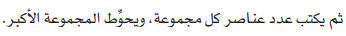 ثم يكتب عدد عناصر كل مجموعة، ويحوِّط المجموعة الأكبر.